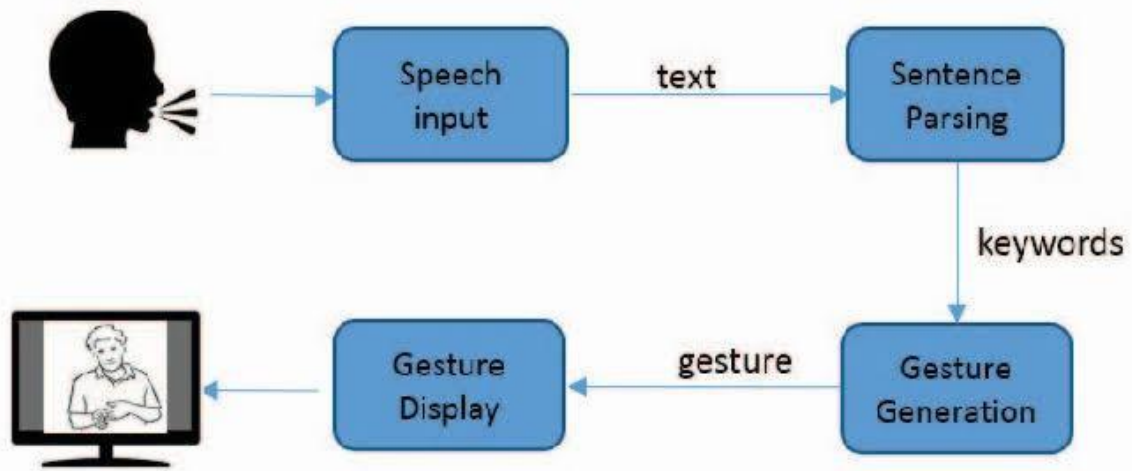 Speech
input
text
Sentence
Parsing
keywords
Gesture
Generation
gesture
Gesture
Display